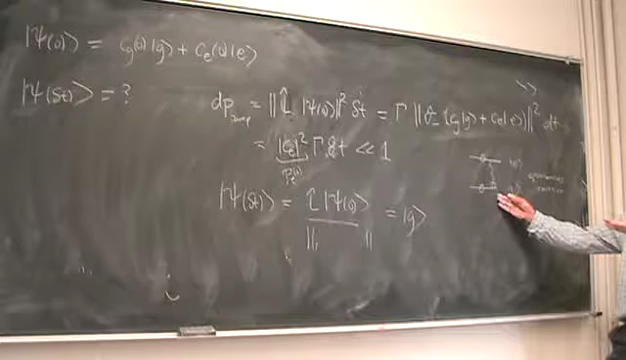 |ψ(0)⟩ = c_g(0)|g⟩ + c_e(0)|e⟩
|ψ(δt)⟩ = ?
dP_jump = ||L̂ |ψ(0)⟩||² δt = Γ ||σ̂_- (c_g|g⟩ + c_e|e⟩)||² dt
= |c_e|² Γ δt ≪ 1
|ψ(δt)⟩ = L̂|ψ(0)⟩ / || || = |g⟩